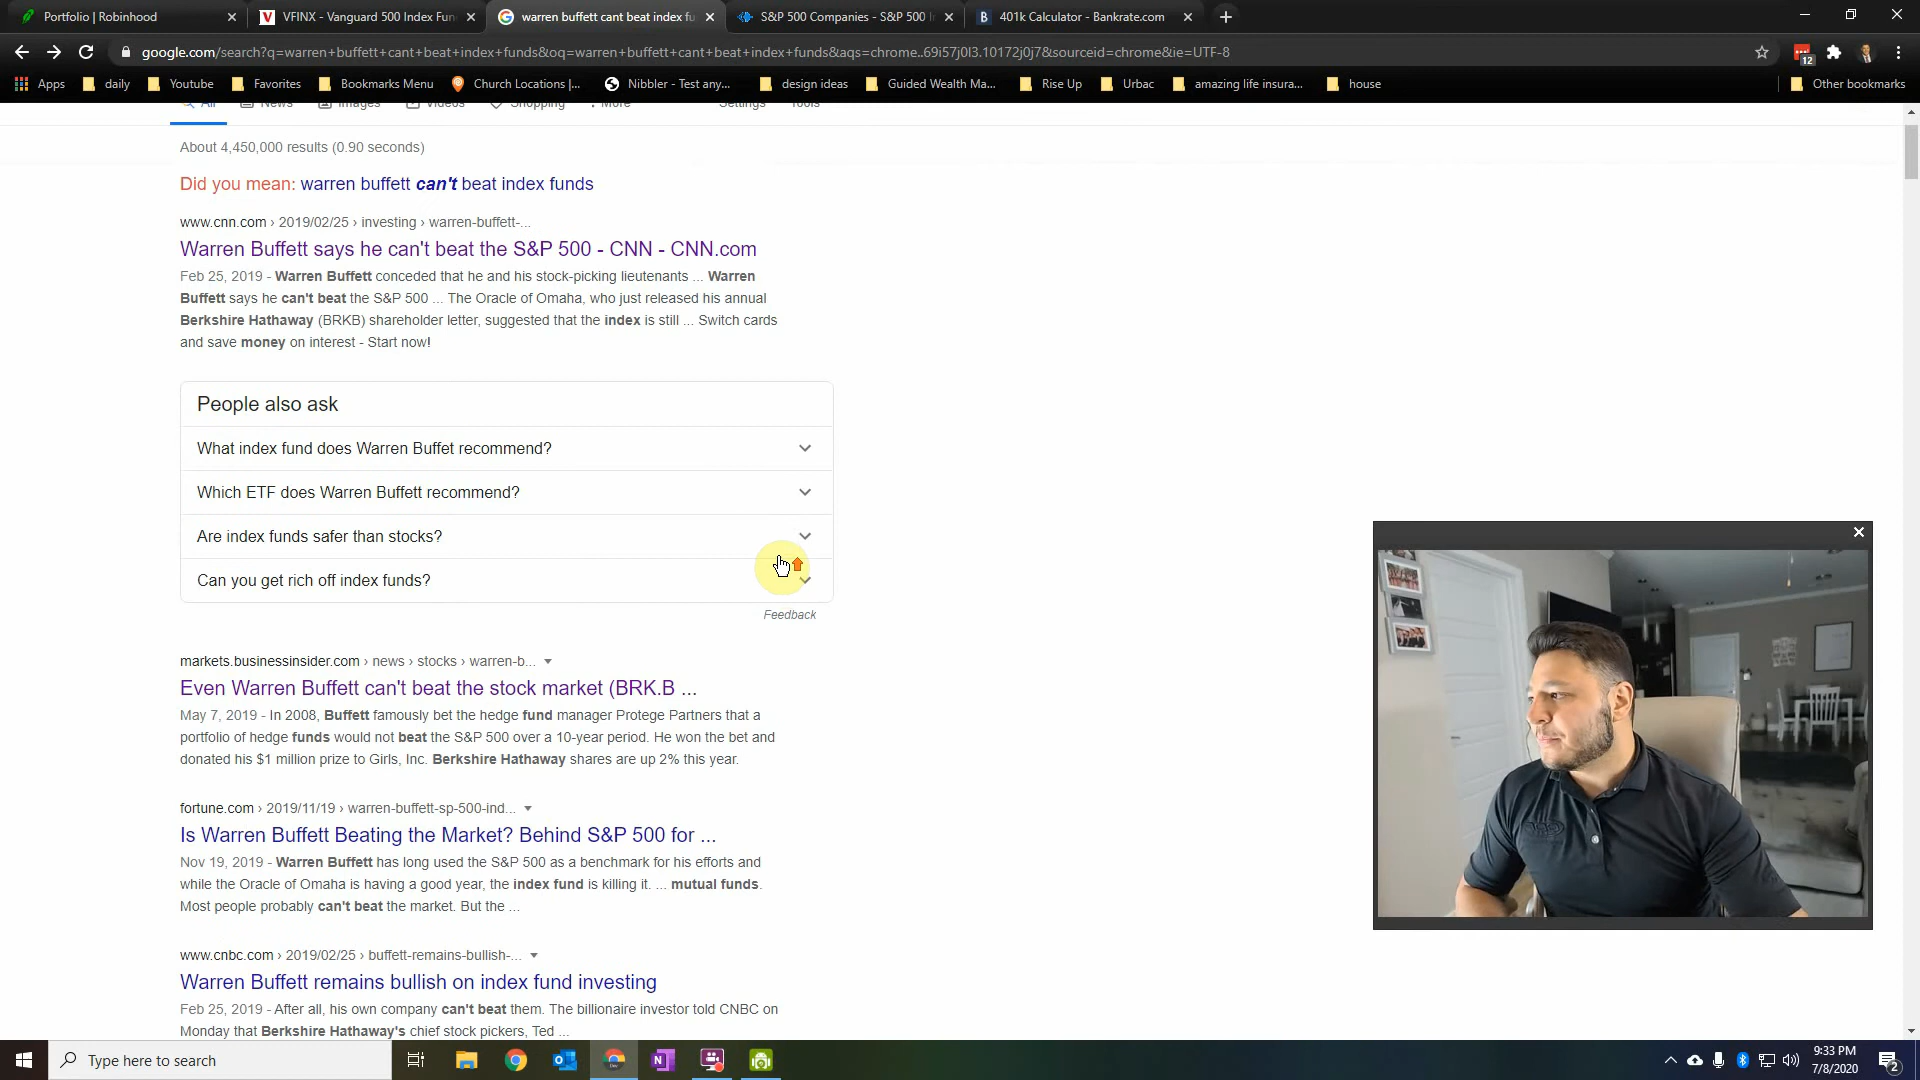 Portfolio | Robinhood
VFINX - Vanguard 500 Index Fun
warren buffett cant beat index fu
S&P 500 Companies - S&P 500 In
401k Calculator - Bankrate.com
google.com/search?q=warren+buffett+cant+beat+index+funds&oq=warren+buffett+cant+beat+index+funds&aqs=chrome..69i57j0l3.10172j0j7&sourceid=chrome&ie=UTF-8
12
Apps
daily
Youtube
Favorites
Bookmarks Menu
Church Locations |...
Nibbler - Test any...
design ideas
Guided Wealth Ma...
Rise Up
Urbac
amazing life insura...
house
Other bookmarks
All
News
Images
Videos
Shopping
More
Settings
Tools
About 4,450,000 results (0.90 seconds)
Did you mean: warren buffett can't beat index funds
www.cnn.com › 2019/02/25 › investing › warren-buffett-...
Warren Buffett says he can't beat the S&P 500 - CNN - CNN.com
Feb 25, 2019 - Warren Buffett conceded that he and his stock-picking lieutenants ... Warren
Buffett says he can't beat the S&P 500 ... The Oracle of Omaha, who just released his annual
Berkshire Hathaway (BRKB) shareholder letter, suggested that the index is still ... Switch cards
and save money on interest - Start now!
People also ask
What index fund does Warren Buffet recommend?
Which ETF does Warren Buffett recommend?
Are index funds safer than stocks?
Can you get rich off index funds?
Feedback
markets.businessinsider.com › news › stocks › warren-b...
Even Warren Buffett can't beat the stock market (BRK.B ...
May 7, 2019 - In 2008, Buffett famously bet the hedge fund manager Protege Partners that a
portfolio of hedge funds would not beat the S&P 500 over a 10-year period. He won the bet and
donated his $1 million prize to Girls, Inc. Berkshire Hathaway shares are up 2% this year.
fortune.com › 2019/11/19 › warren-buffett-sp-500-ind...
Is Warren Buffett Beating the Market? Behind S&P 500 for ...
Nov 19, 2019 - Warren Buffett has long used the S&P 500 as a benchmark for his efforts and
while the Oracle of Omaha is having a good year, the index fund is killing it. ... mutual funds.
Most people probably can't beat the market. But the ...
www.cnbc.com › 2019/02/25 › buffett-remains-bullish-...
Warren Buffett remains bullish on index fund investing
Feb 25, 2019 - After all, his own company can't beat them. The billionaire investor told CNBC on
Monday that Berkshire Hathaway's chief stock pickers, Ted ...
Type here to search
9:33 PM
7/8/2020
2